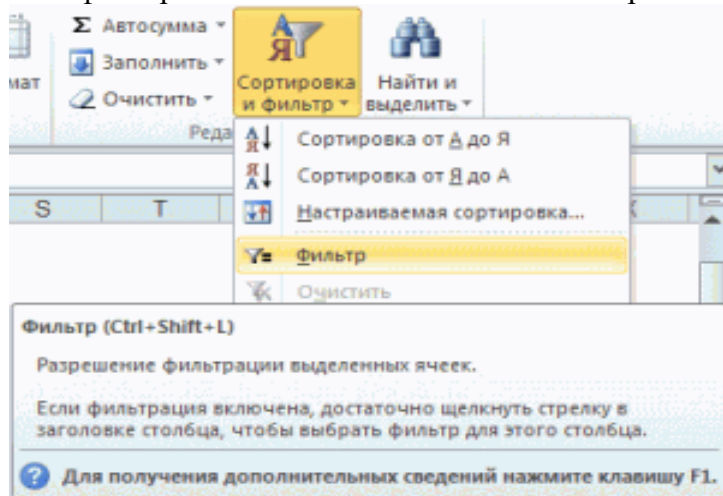 Σ Автосумма
Заполнить
Очистить
мат
Сортировка
и фильтр
Найти и
выделить
Реда
Сортировка от А до Я
Сортировка от Я до А
Настраиваемая сортировка...
S T
Фильтр
Очистить
Фильтр (Ctrl+Shift+L)
Разрешение фильтрации выделенных ячеек.
Если фильтрация включена, достаточно щелкнуть стрелку в
заголовке столбца, чтобы выбрать фильтр для этого столбца.
Для получения дополнительных сведений нажмите клавишу F1.